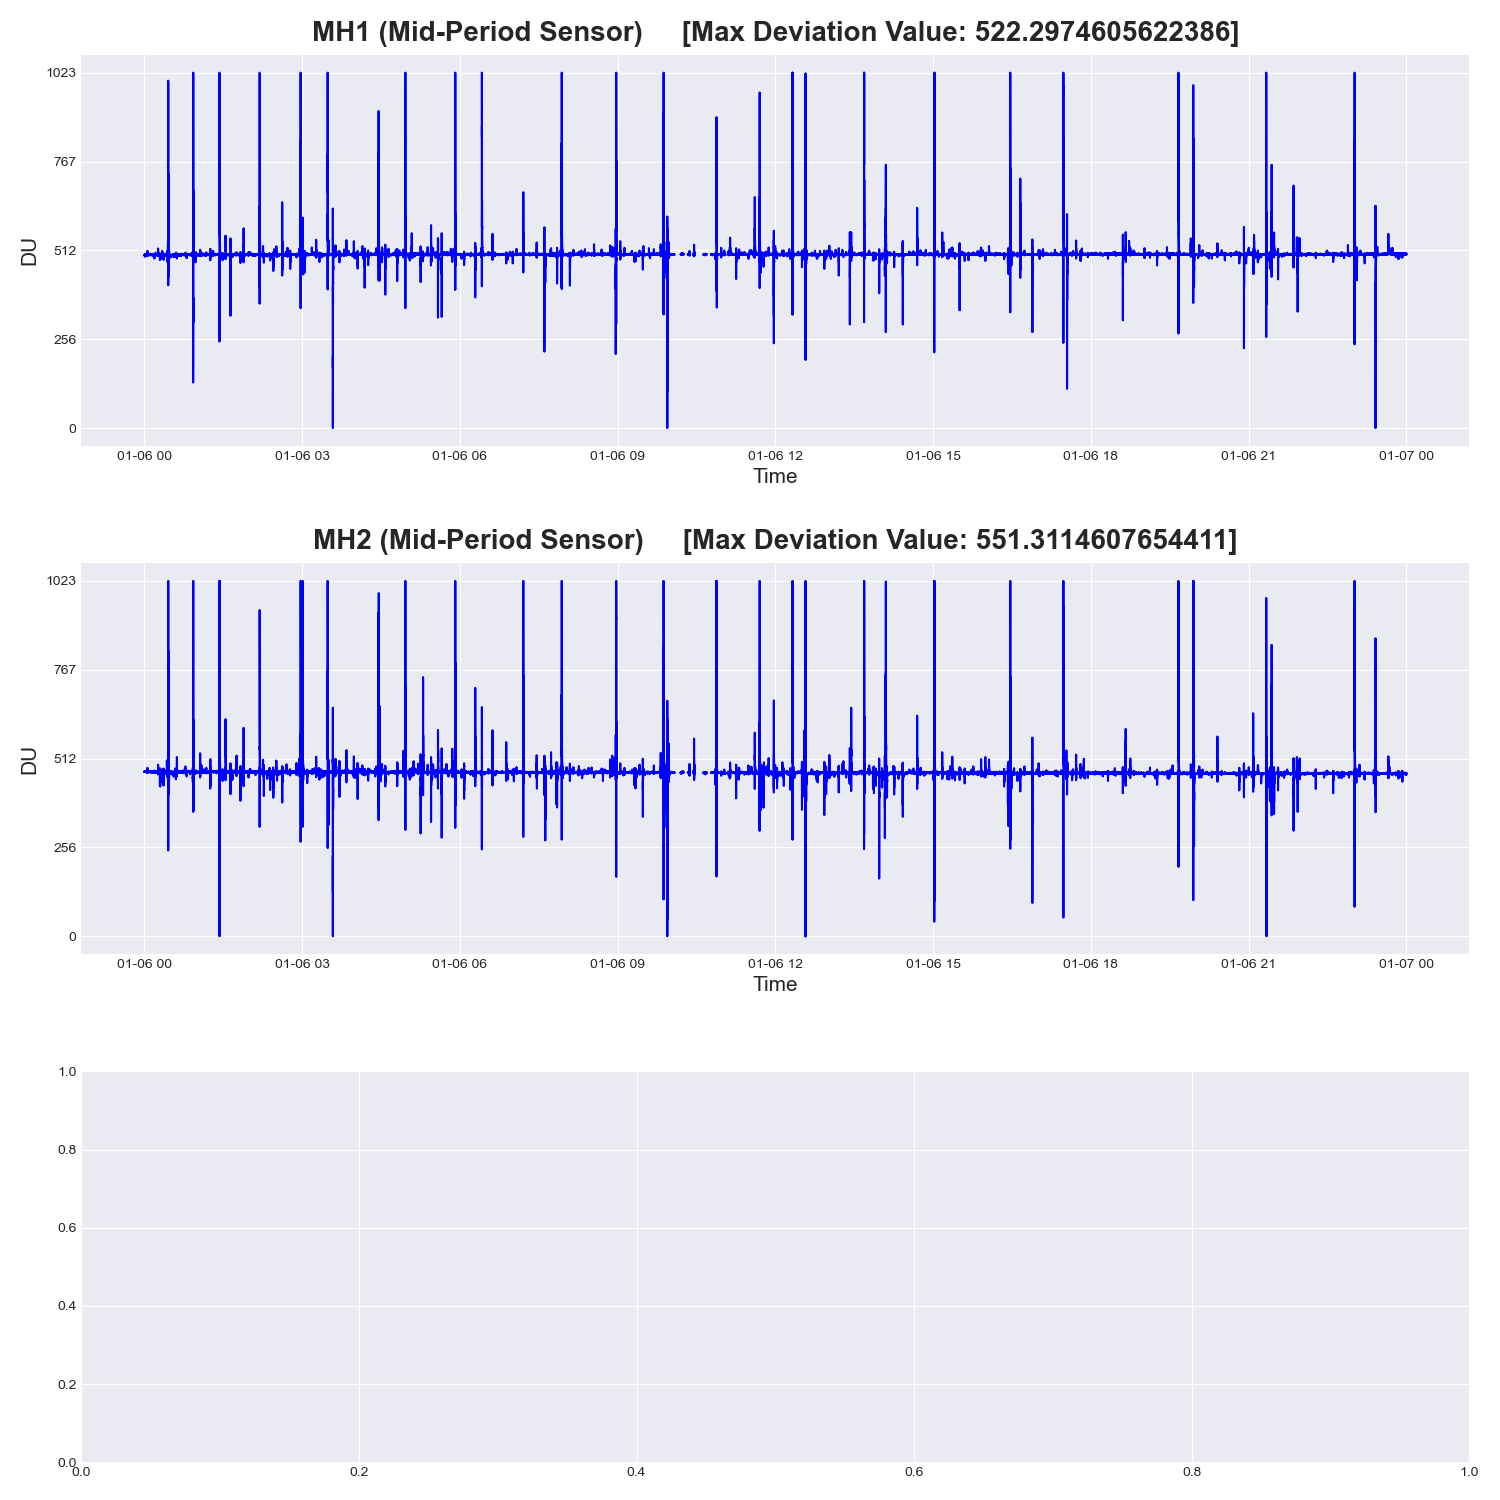 MH1 (Mid-Period Sensor)     [Max Deviation Value: 522.2974605622386]
1023
767
512
256
0
DU
01-06 00 01-06 03 01-06 06 01-06 09 01-06 12 01-06 15 01-06 18 01-06 21 01-07 00
Time
MH2 (Mid-Period Sensor)     [Max Deviation Value: 551.3114607654411]
1023
767
512
256
0
DU
01-06 00 01-06 03 01-06 06 01-06 09 01-06 12 01-06 15 01-06 18 01-06 21 01-07 00
Time
1.0
0.8
0.6
0.4
0.2
0.0
0.0 0.2 0.4 0.6 0.8 1.0